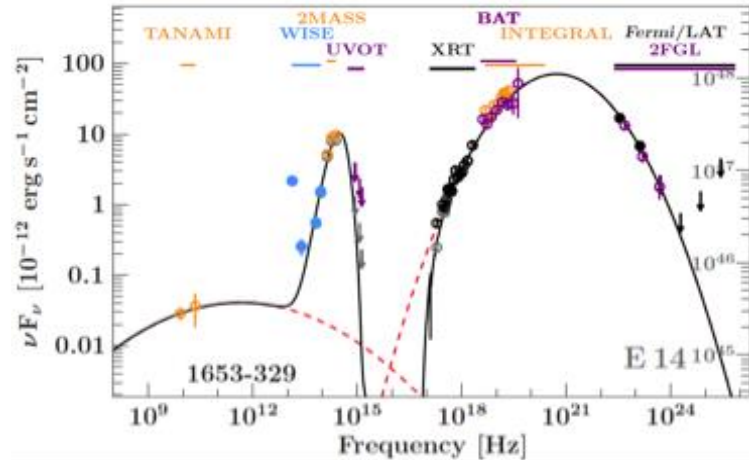 2MASS
BAT
TANAMI
WISE
INTEGRAL
Fermi/LAT
UVOT
XRT
2FGL
100
10
1
0.1
0.01
10⁴⁸
10⁴⁷
10⁴⁶
10⁴⁵
νFν [10⁻¹² erg s⁻¹ cm⁻²]
1653-329
E 14
10⁹
10¹²
10¹⁵
10¹⁸
10²¹
10²⁴
Frequency [Hz]